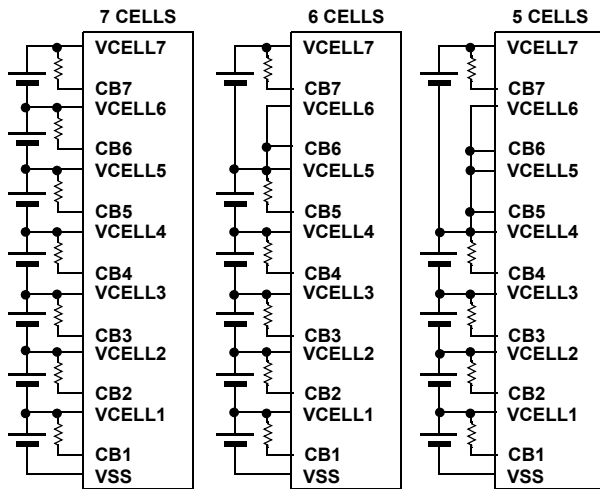 7 CELLS
VCELL7
CB7
VCELL6
CB6
VCELL5
CB5
VCELL4
CB4
VCELL3
CB3
VCELL2
CB2
VCELL1
CB1
VSS
6 CELLS
VCELL7
CB7
VCELL6
CB6
VCELL5
CB5
VCELL4
CB4
VCELL3
CB3
VCELL2
CB2
VCELL1
CB1
VSS
5 CELLS
VCELL7
CB7
VCELL6
CB6
VCELL5
CB5
VCELL4
CB4
VCELL3
CB3
VCELL2
CB2
VCELL1
CB1
VSS